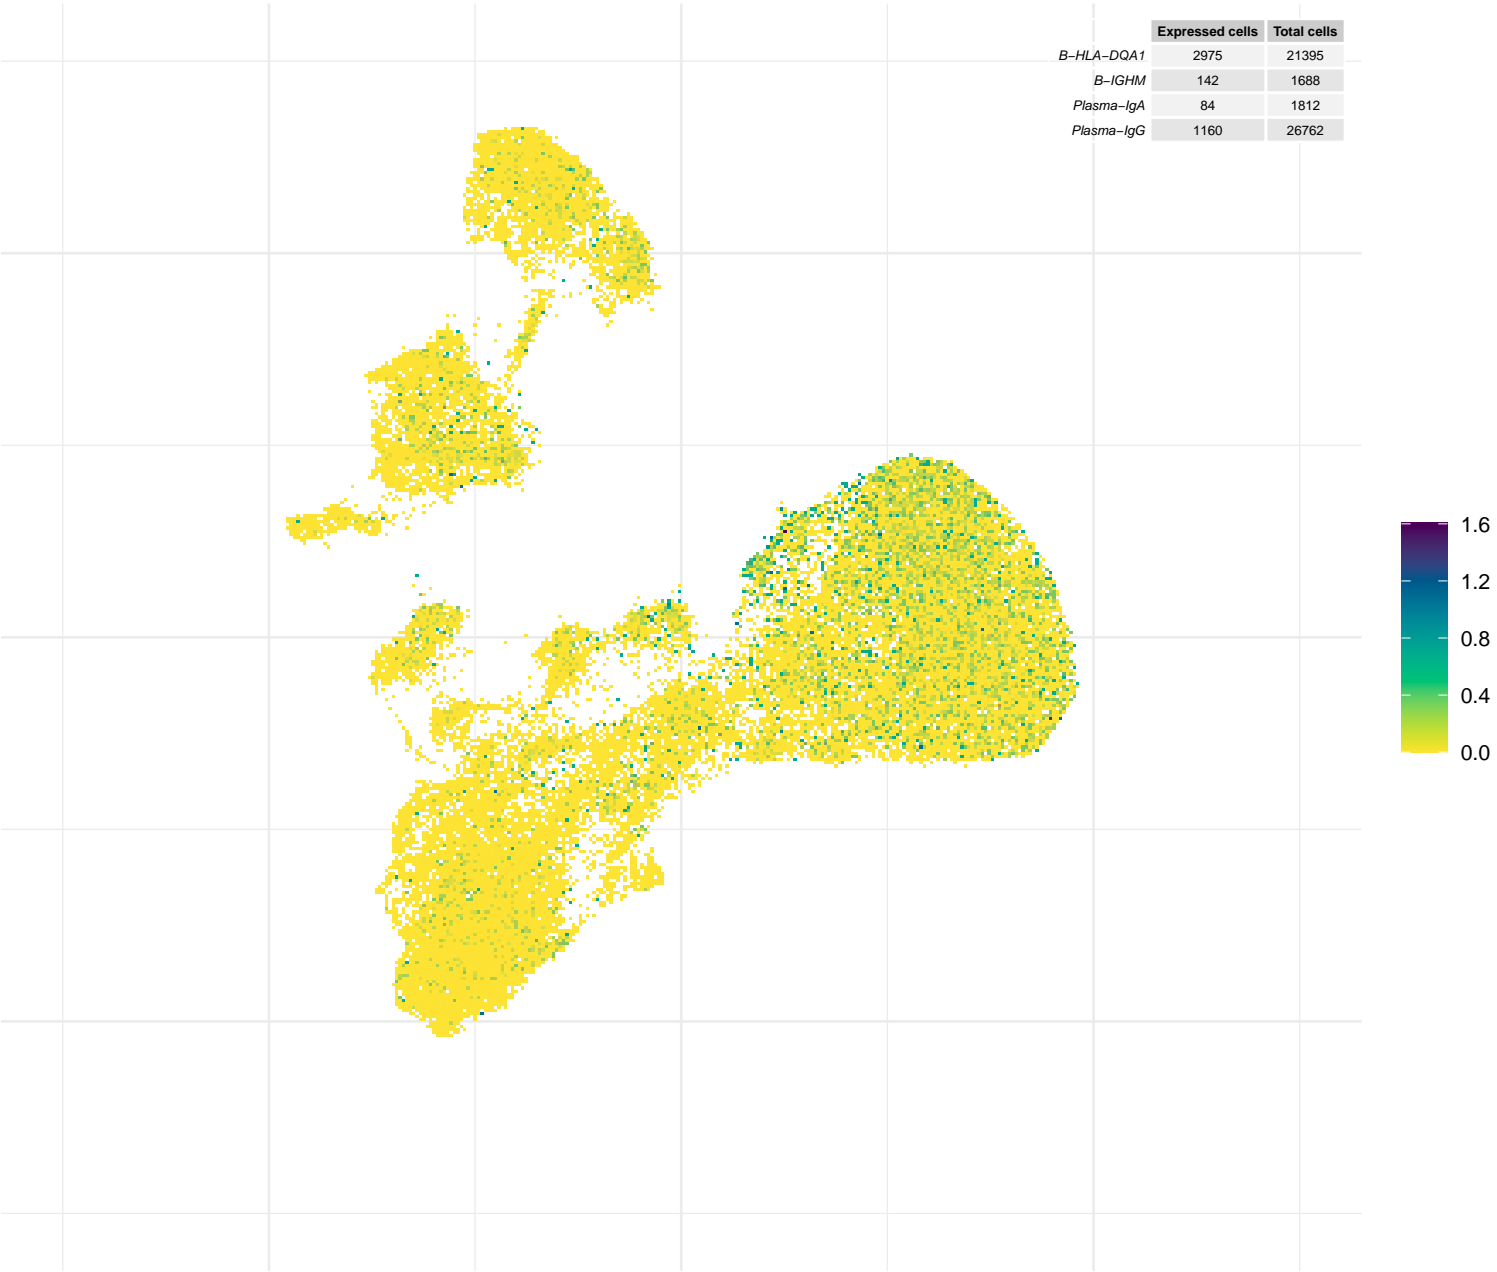 Expressed cells Total cells
B-HLA-DQA1 2975 21395
B-IGHM 142 1688
Plasma-IgA 84 1812
Plasma-IgG 1160 26762
1.6
1.2
0.8
0.4
0.0